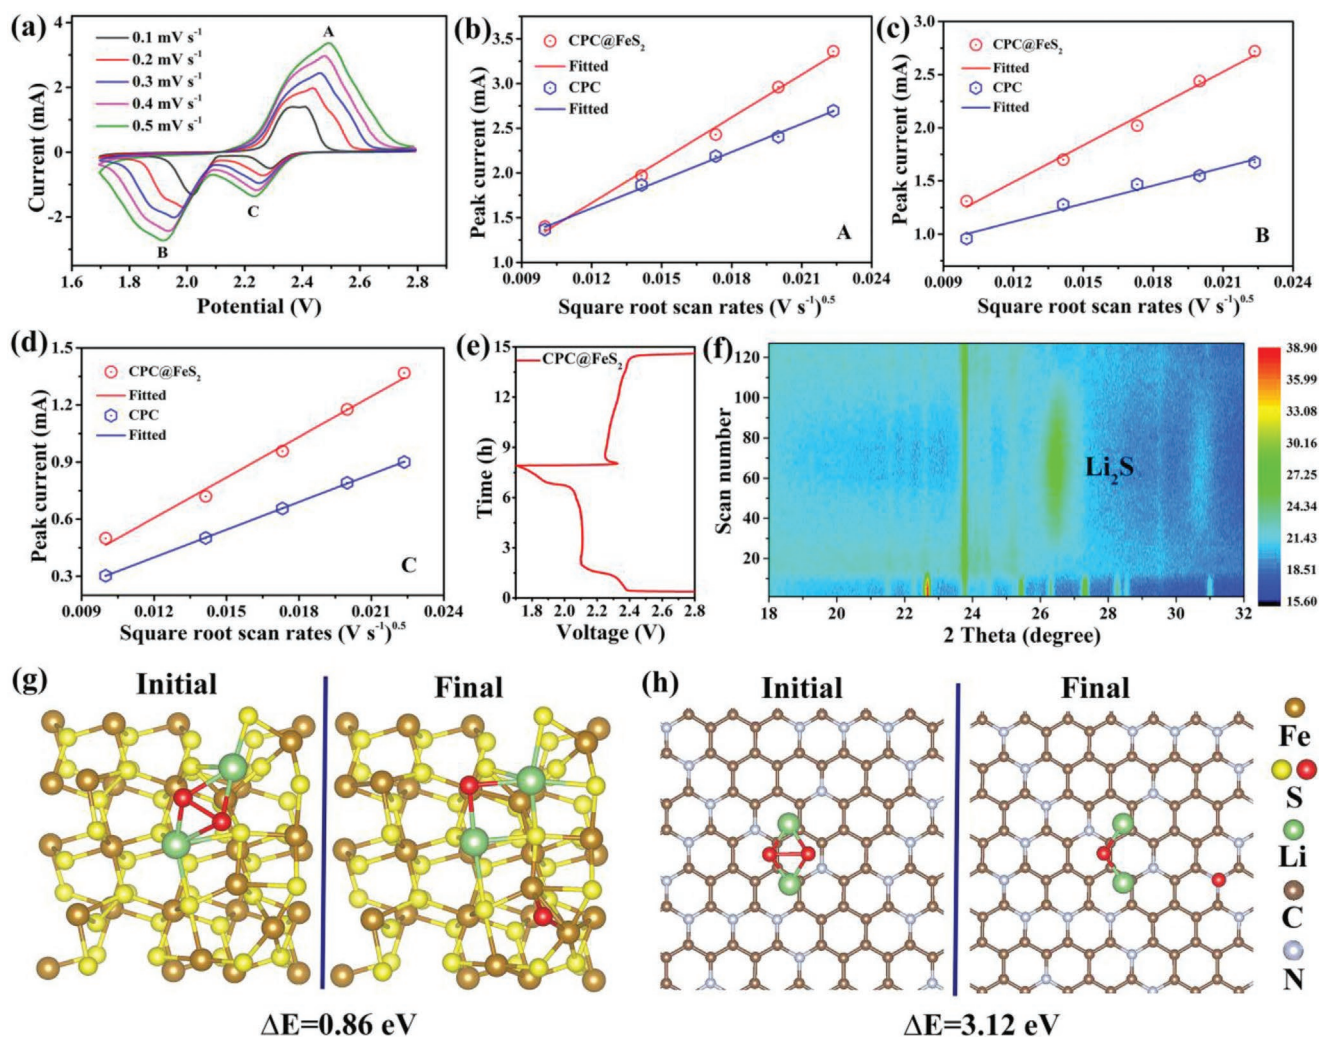 (a)
4
2
0
-2
Current (mA)
0.1 mV s⁻¹
0.2 mV s⁻¹
0.3 mV s⁻¹
0.4 mV s⁻¹
0.5 mV s⁻¹
A
B
C
1.6 2.0 2.4 2.8
Potential (V)
(b)
3.5
3.0
2.5
2.0
1.5
1.0
Peak current (mA)
CPC@FeS₂
Fitted
CPC
Fitted
A
0.009 0.012 0.015 0.018 0.021 0.024
Square root scan rates (V s⁻¹)⁰·⁵
(c)
3.0
2.5
2.0
1.5
1.0
Peak current (mA)
CPC@FeS₂
Fitted
CPC
Fitted
B
0.009 0.012 0.015 0.018 0.021 0.024
Square root scan rates (V s⁻¹)⁰·⁵
(d)
1.5
1.2
0.9
0.6
0.3
Peak current (mA)
CPC@FeS₂
Fitted
CPC
Fitted
C
0.009 0.012 0.015 0.018 0.021 0.024
Square root scan rates (V s⁻¹)⁰·⁵
(e)
15
12
9
6
3
0
Time (h)
CPC@FeS₂
1.8 2.0 2.2 2.4 2.6 2.8
Voltage (V)
(f)
120
100
80
60
40
20
Scan number
Li₂S
18 20 22 24 26 28 30 32
2 Theta (degree)
38.90
35.99
33.08
30.16
27.25
24.34
21.43
18.51
15.60
(g)
Initial
Final
ΔE=0.86 eV
(h)
Initial
Final
ΔE=3.12 eV
Fe
S
Li
C
N